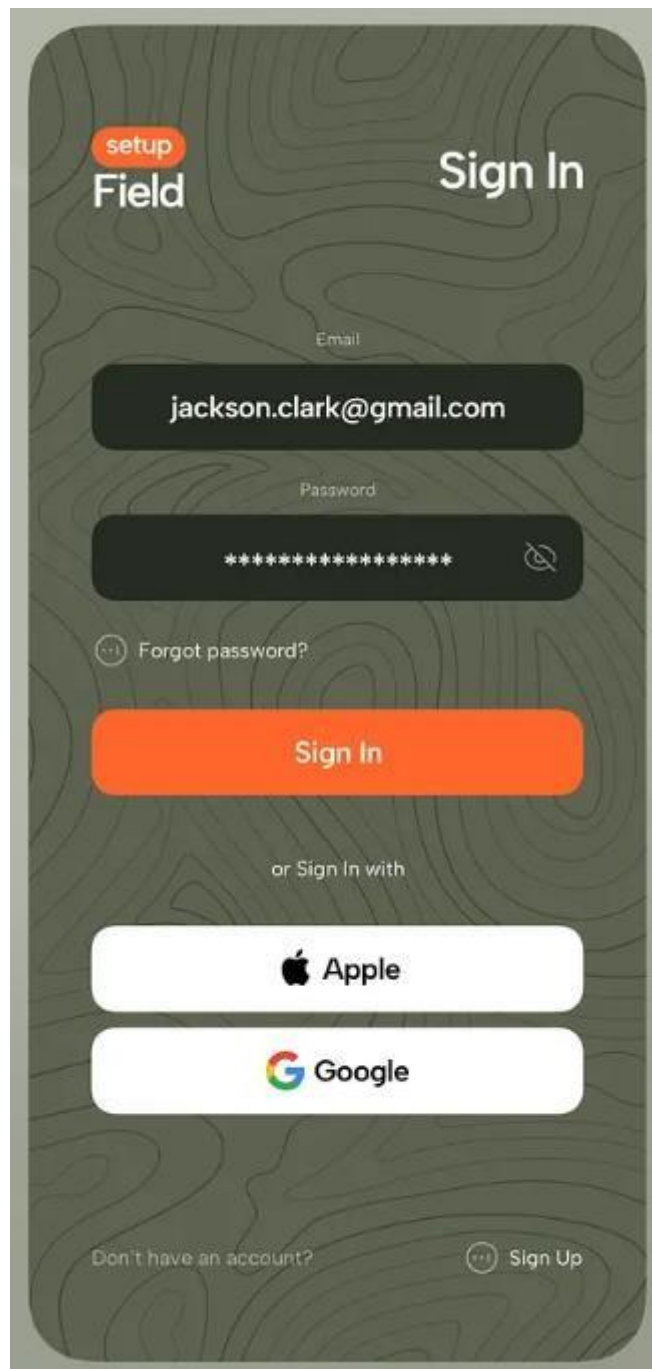 setup
Field
Sign In
Email
jackson.clark@gmail.com
Password
*****************
Forgot password?
Sign In
or Sign In with
Apple
Google
Don't have an account?
Sign Up